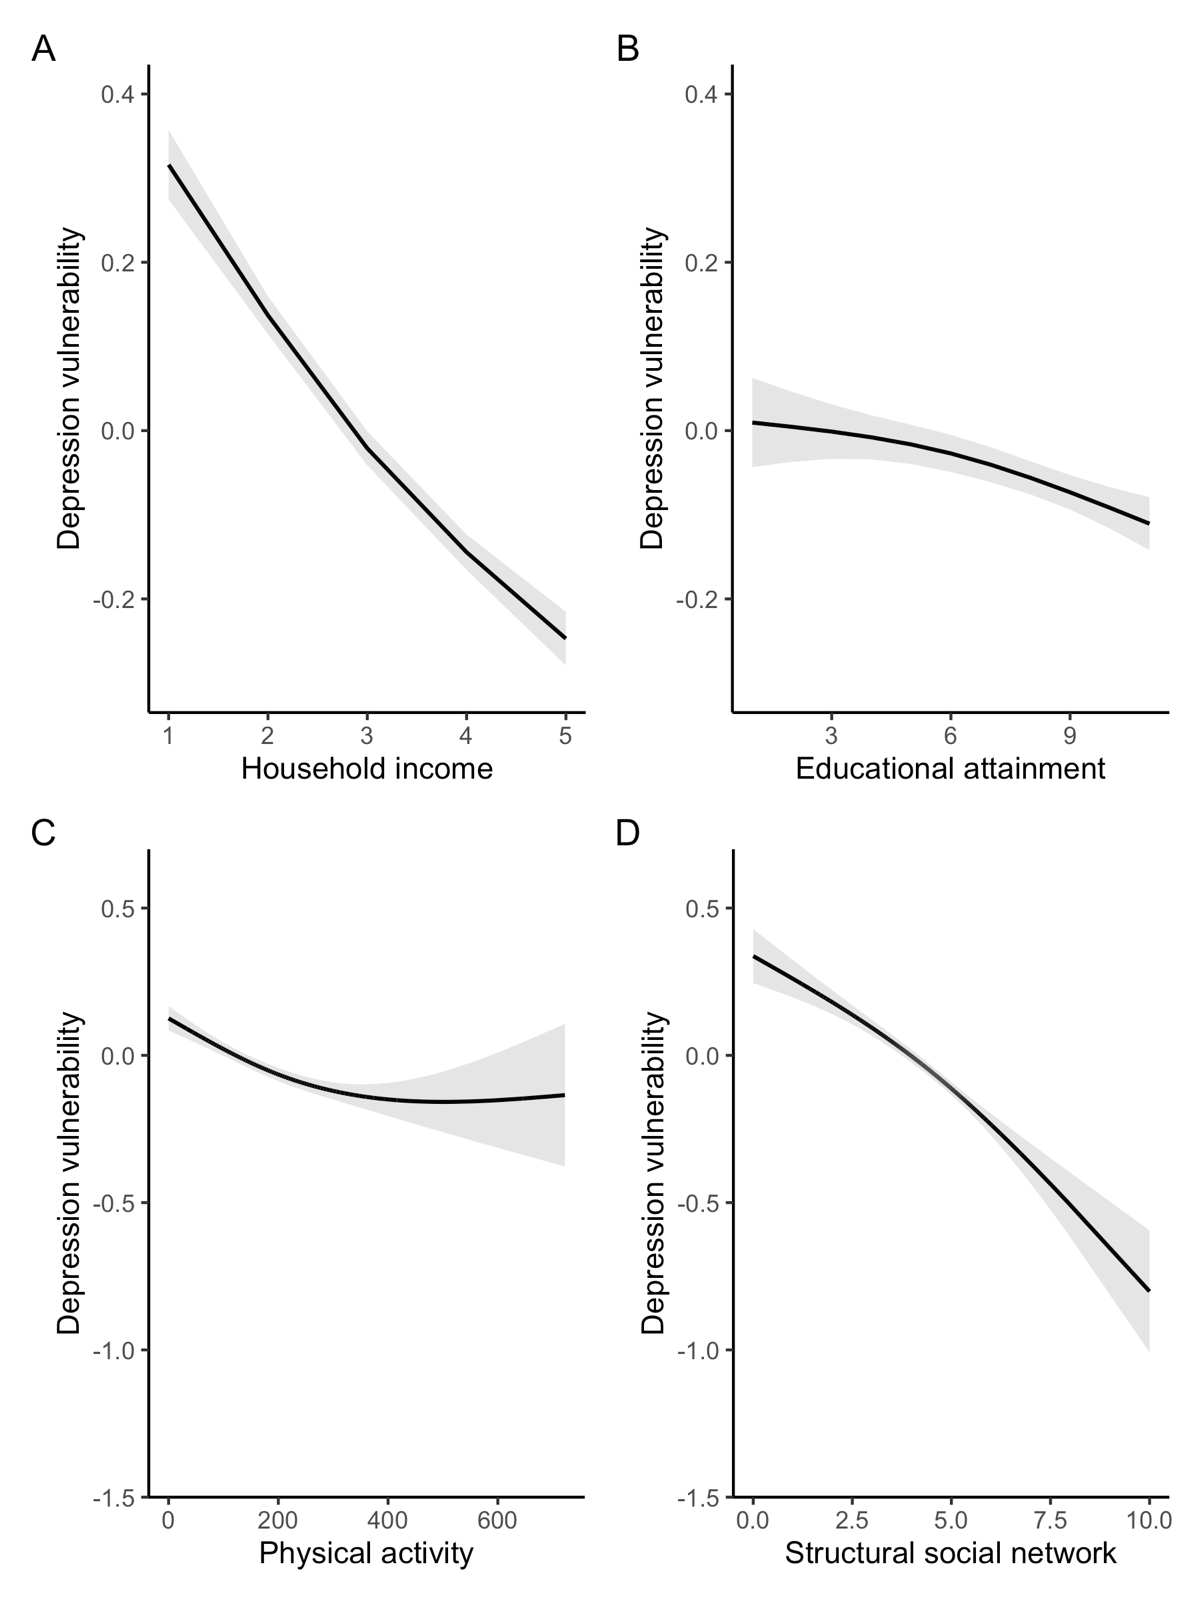 A
Depression vulnerability
0.4
0.2
0.0
-0.2
1 2 3 4 5
Household income
B
Depression vulnerability
0.4
0.2
0.0
-0.2
3 6 9
Educational attainment
C
Depression vulnerability
0.5
0.0
-0.5
-1.0
-1.5
0 200 400 600
Physical activity
D
Depression vulnerability
0.5
0.0
-0.5
-1.0
-1.5
0.0 2.5 5.0 7.5 10.0
Structural social network